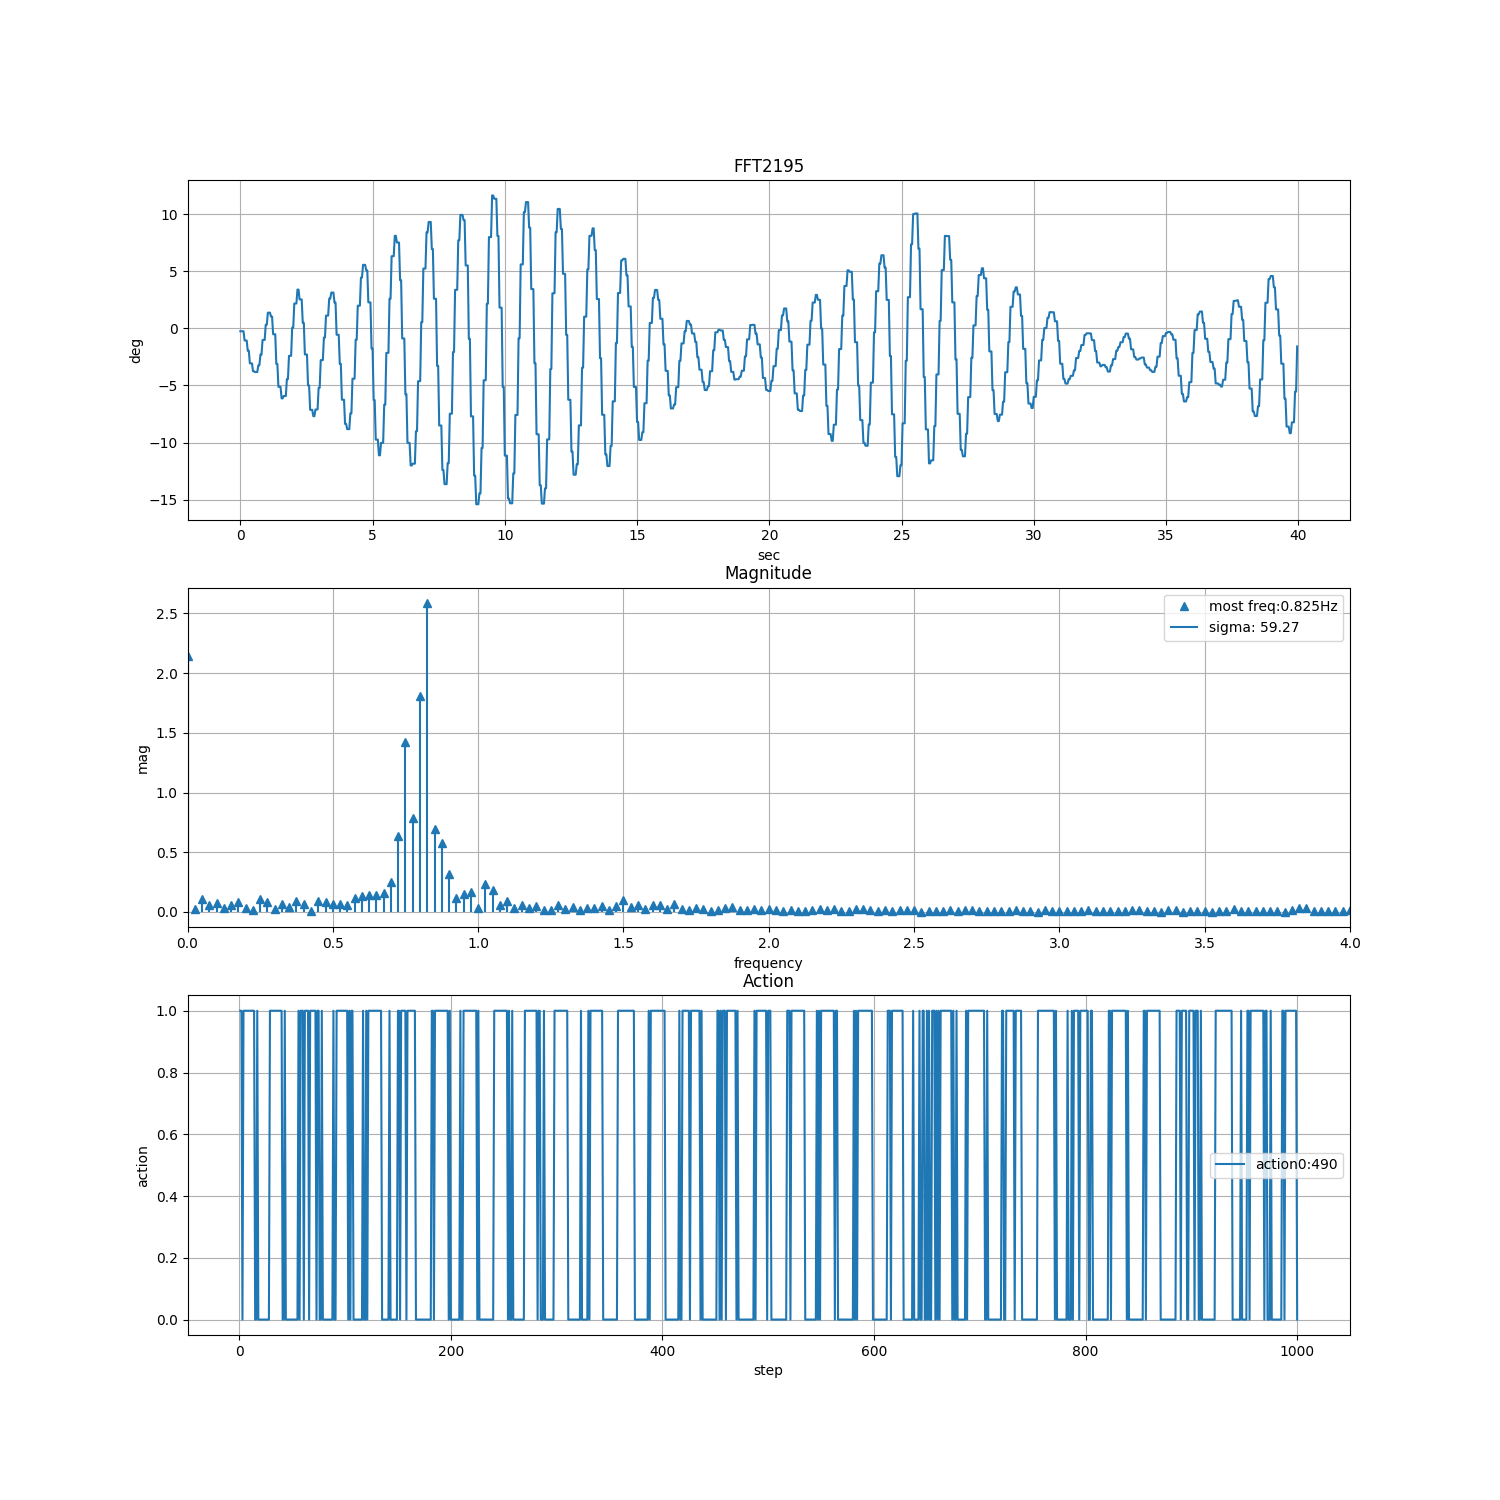 FFT2195
10
5
0
−5
−10
−15
deg
0 5 10 15 20 25 30 35 40
sec
Magnitude
most freq:0.825Hz
sigma: 59.27
2.5
2.0
1.5
1.0
0.5
0.0
mag
0.0 0.5 1.0 1.5 2.0 2.5 3.0 3.5 4.0
frequency
Action
1.0
0.8
0.6
0.4
0.2
0.0
action
action0:490
0 200 400 600 800 1000
step